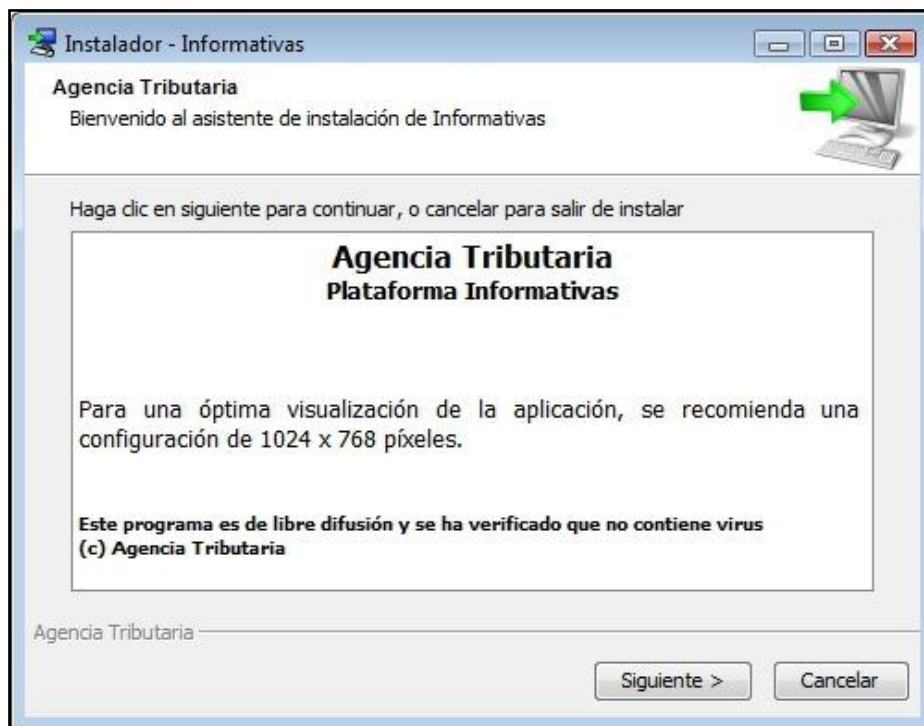 Instalador - Informativas
Agencia Tributaria
Bienvenido al asistente de instalación de Informativas
Haga clic en siguiente para continuar, o cancelar para salir de instalar
Agencia Tributaria
Plataforma Informativas
Para una óptima visualización de la aplicación, se recomienda una
configuración de 1024 x 768 píxeles.
Este programa es de libre difusión y se ha verificado que no contiene virus
(c) Agencia Tributaria
Agencia Tributaria
Siguiente >
Cancelar